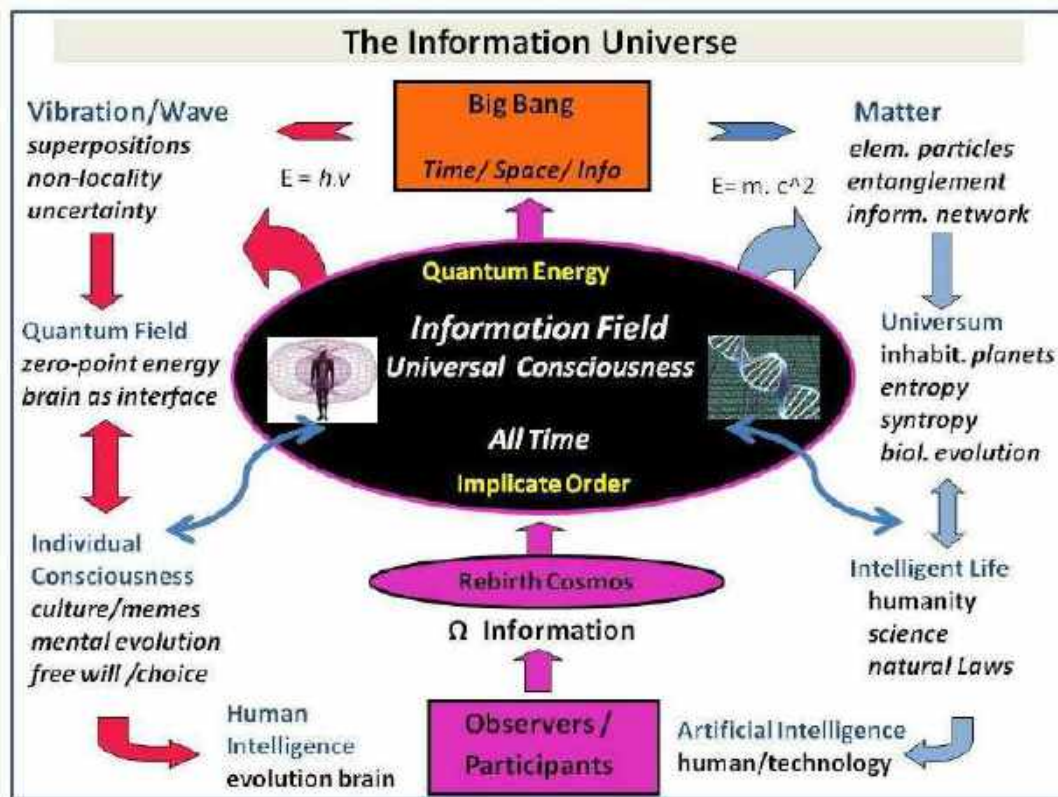 The Information Universe
Vibration/Wave
superpositions
non-locality
uncertainty
E = h.v
Big Bang
Time/ Space/ Info
E= m. c^2
Matter
elem. particles
entanglement
inform. network
Quantum Field
zero-point energy
brain as interface
Quantum Energy
Information Field
Universal Consciousness
All Time
Implicate Order
Universum
inhabit. planets
entropy
syntropy
biol. evolution
Individual
Consciousness
culture/memes
mental evolution
free will /choice
Rebirth Cosmos
Ω Information
Intelligent Life
humanity
science
natural Laws
Human
Intelligence
evolution brain
Observers /
Participants
Artificial Intelligence
human/technology